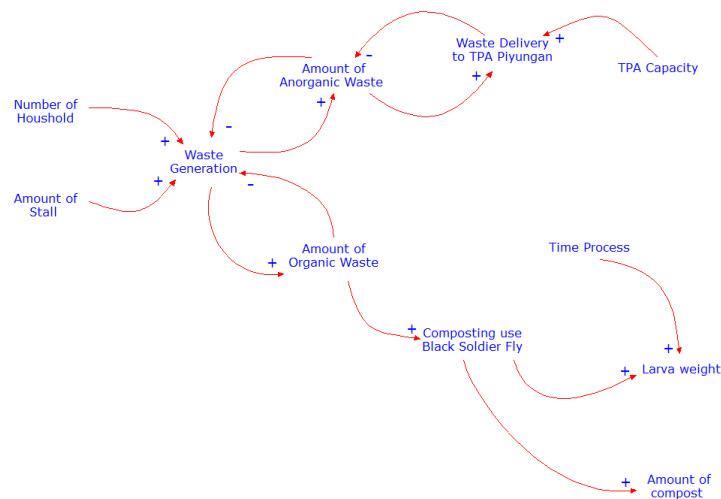 Waste Delivery
to TPA Piyungan
+
-
+
TPA Capacity
Amount of
Anorganic Waste
+
Number of
Houshold
+
-
Waste
Generation
+
-
Amount of
Stall
Amount of
Organic Waste
+
Time Process
+
Composting use
Black Soldier Fly
+
Larva weight
+
+
Amount of
compost